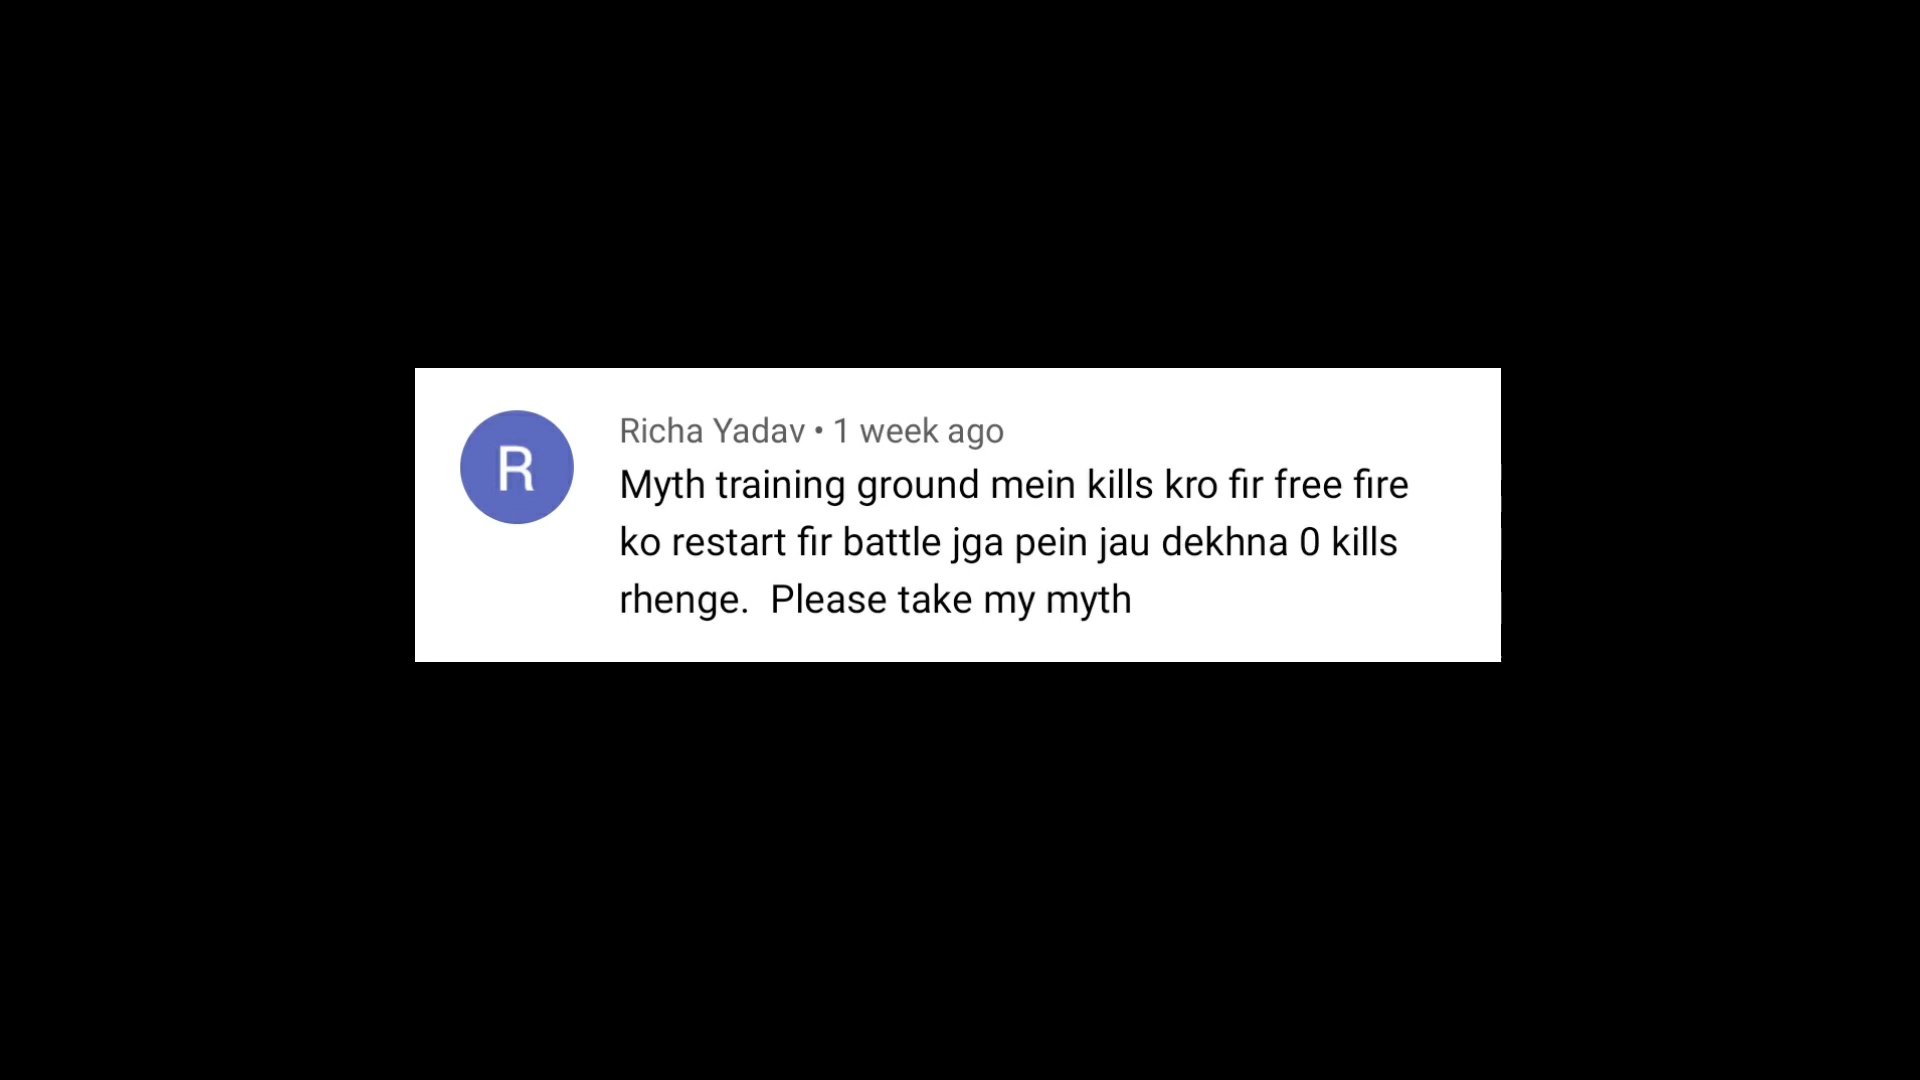 R
Richa Yadav • 1 week ago
Myth training ground mein kills kro fir free fire
ko restart fir battle jga pein jau dekhna 0 kills
rhenge.  Please take my myth